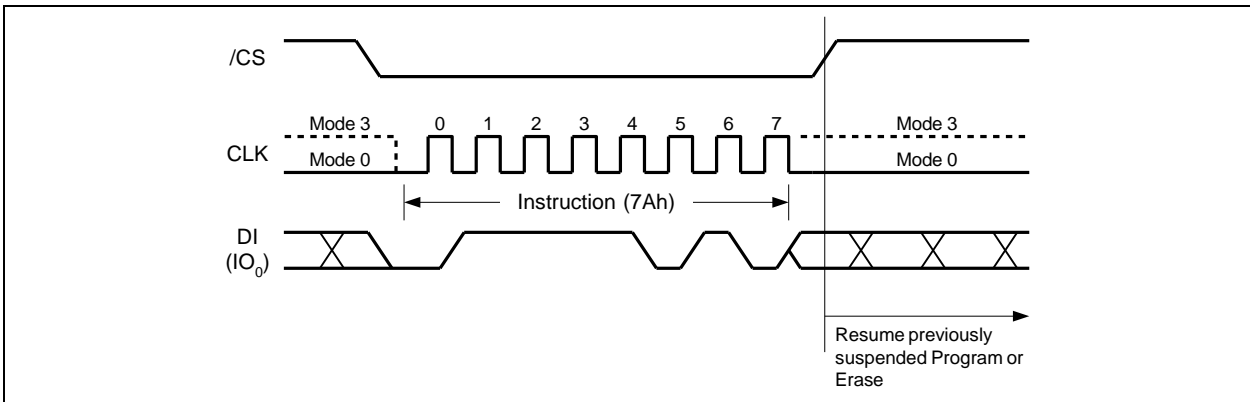 /CS
Mode 3 0 1 2 3 4 5 6 7 Mode 3
CLK
Mode 0 Mode 0
Instruction (7Ah)
DI
(IO0)
Resume previously
suspended Program or
Erase